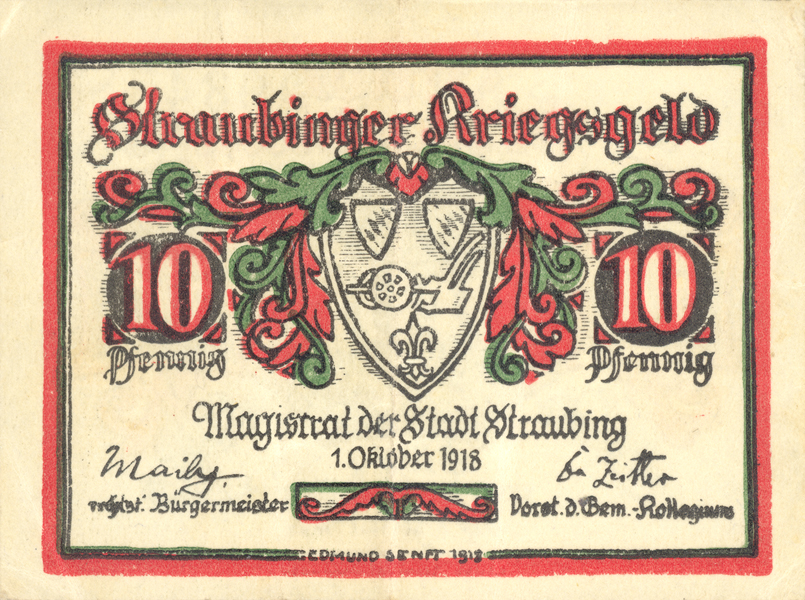 Straubinger Kriegsgeld
10 10
Pfennig Pfennig
Magistrat der Stadt Straubing
1. Oktober 1918
Bürgermeister Vorst. d. Gem.-Kollegiums
EDMUND SENFT 1918